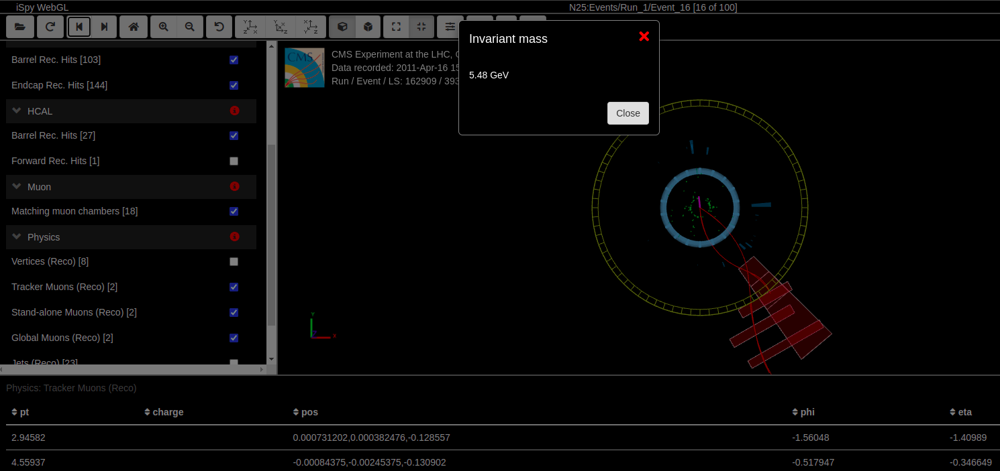 iSpy WebGL
N25:Events/Run_1/Event_16 [16 of 100]
Invariant mass
5.48 GeV
Close
CMS
CMS Experiment at the LHC, C
Data recorded: 2011-Apr-16 15
Run / Event / LS: 162909 / 393
Barrel Rec. Hits [103]
Endcap Rec. Hits [144]
HCAL
Barrel Rec. Hits [27]
Forward Rec. Hits [1]
Muon
Matching muon chambers [18]
Physics
Vertices (Reco) [8]
Tracker Muons (Reco) [2]
Stand-alone Muons (Reco) [2]
Global Muons (Reco) [2]
Jets (Reco) [23]
Y
Z
X
Physics: Tracker Muons (Reco)
pt charge pos phi eta
2.94582 0.000731202,0.000382476,-0.128557 -1.56048 -1.40989
4.55937 -0.00084375,-0.00245375,-0.130902 -0.517947 -0.346649